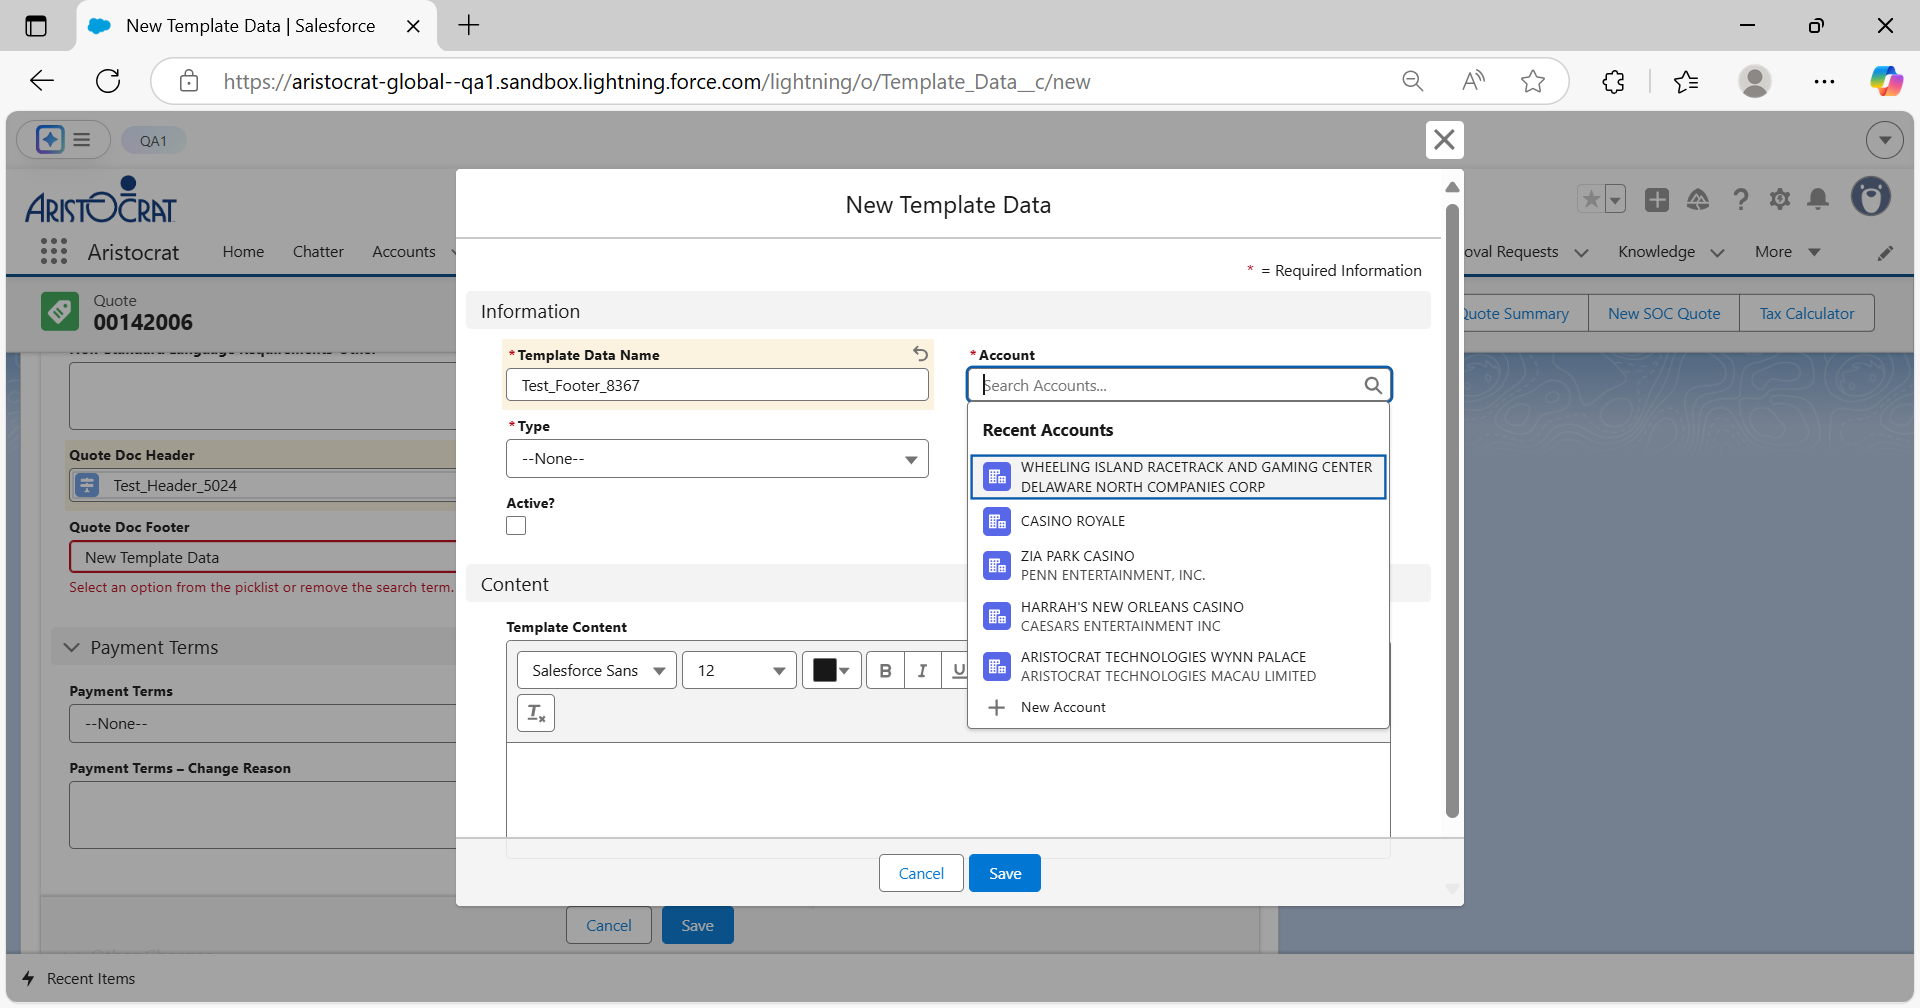 New Template Data | Salesforce
https://aristocrat-global--qa1.sandbox.lightning.force.com/lightning/o/Template_Data__c/new
QA1
ARISTOCRAT
Aristocrat
Home
Chatter
Accounts
oval Requests
Knowledge
More
Quote
00142006
Quote Summary
New SOC Quote
Tax Calculator
New Template Data
* = Required Information
Information
*Template Data Name
Test_Footer_8367
*Account
Search Accounts...
*Type
--None--
Active?
Recent Accounts
WHEELING ISLAND RACETRACK AND GAMING CENTER
DELAWARE NORTH COMPANIES CORP
CASINO ROYALE
ZIA PARK CASINO
PENN ENTERTAINMENT, INC.
HARRAH'S NEW ORLEANS CASINO
CAESARS ENTERTAINMENT INC
ARISTOCRAT TECHNOLOGIES WYNN PALACE
ARISTOCRAT TECHNOLOGIES MACAU LIMITED
New Account
Content
Template Content
Salesforce Sans
12
B
I
U
Cancel
Save
Quote Doc Header
Test_Header_5024
Quote Doc Footer
New Template Data
Select an option from the picklist or remove the search term.
Payment Terms
Payment Terms
--None--
Payment Terms – Change Reason
Cancel
Save
Recent Items